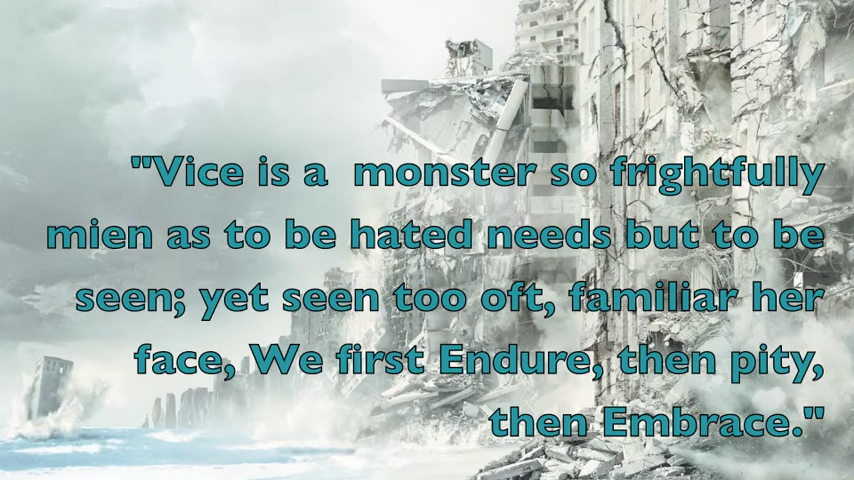 "Vice is a  monster so frightfully
mien as to be hated needs but to be
seen; yet seen too oft, familiar her
face, We first Endure, then pity,
then Embrace."